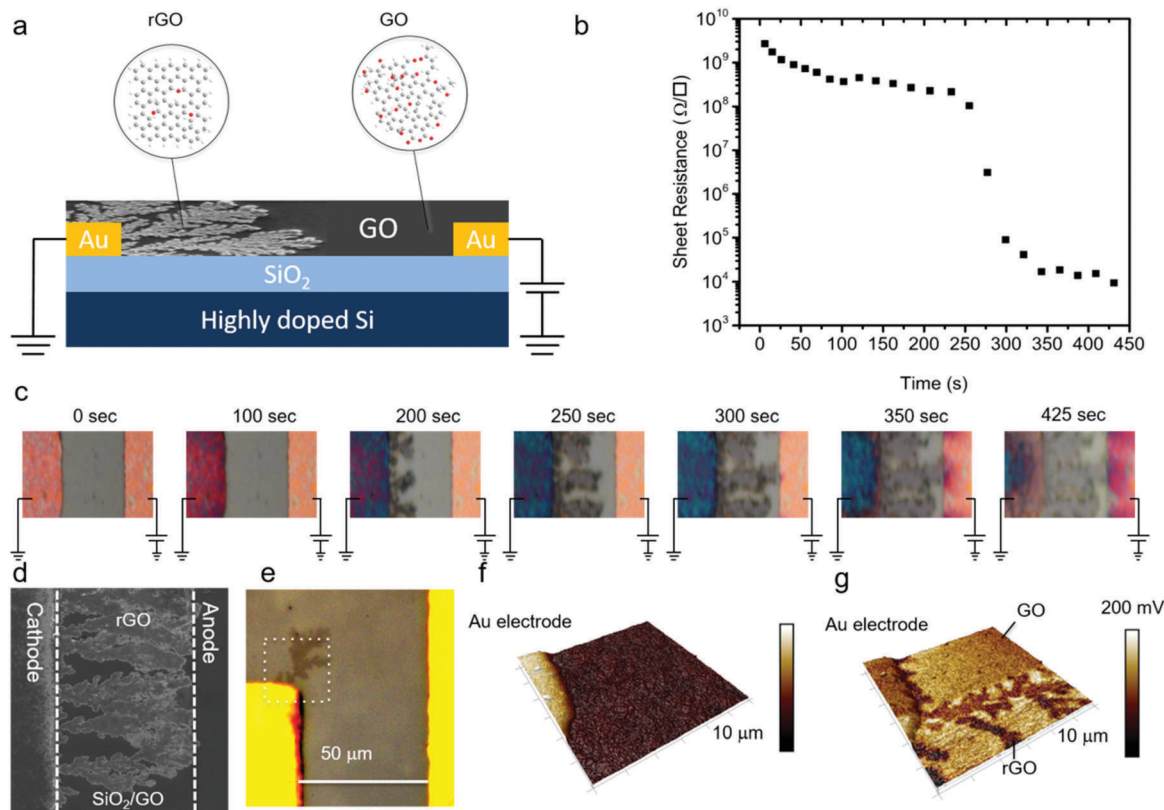 a
rGO
GO
Au
GO
Au
SiO2
Highly doped Si
b
Sheet Resistance (Ω/□)
10^10
10^9
10^8
10^7
10^6
10^5
10^4
10^3
0 50 100 150 200 250 300 350 400 450
Time (s)
c
0 sec 100 sec 200 sec 250 sec 300 sec 350 sec 425 sec
d
Cathode
rGO
Anode
SiO2/GO
e
50 μm
f
Au electrode
10 μm
g
Au electrode
GO
200 mV
10 μm
rGO